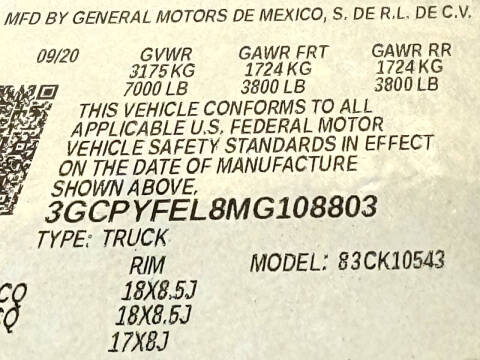 MFD BY GENERAL MOTORS DE MEXICO, S. DE R.L. DE C.V.
09/20 GVWR GAWR FRT GAWR RR
3175 KG 1724 KG 1724 KG
7000 LB 3800 LB 3800 LB
THIS VEHICLE CONFORMS TO ALL
APPLICABLE U.S. FEDERAL MOTOR
VEHICLE SAFETY STANDARDS IN EFFECT
ON THE DATE OF MANUFACTURE
SHOWN ABOVE,
3GCPYFEL8MG108803
TYPE: TRUCK
RIM MODEL: 83CK10543
18X8.5J
18X8.5J
17X8J